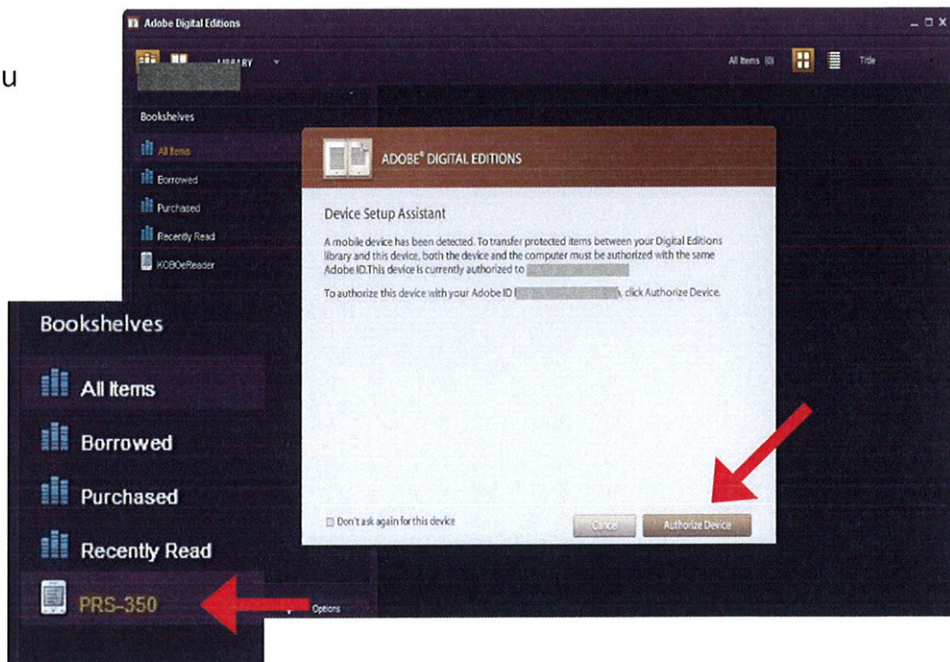 u
Adobe Digital Editions
LIBRARY
All Items (0)
Title
Bookshelves
All Items
Borrowed
Purchased
Recently Read
KOBOeReader
ADOBE® DIGITAL EDITIONS
Device Setup Assistant
A mobile device has been detected. To transfer protected items between your Digital Editions
library and this device, both the device and the computer must be authorized with the same
Adobe ID.This device is currently authorized to
To authorize this device with your Adobe ID
, click Authorize Device.
Don't ask again for this device
Cancel
Authorize Device
Options
Bookshelves
All Items
Borrowed
Purchased
Recently Read
PRS-350